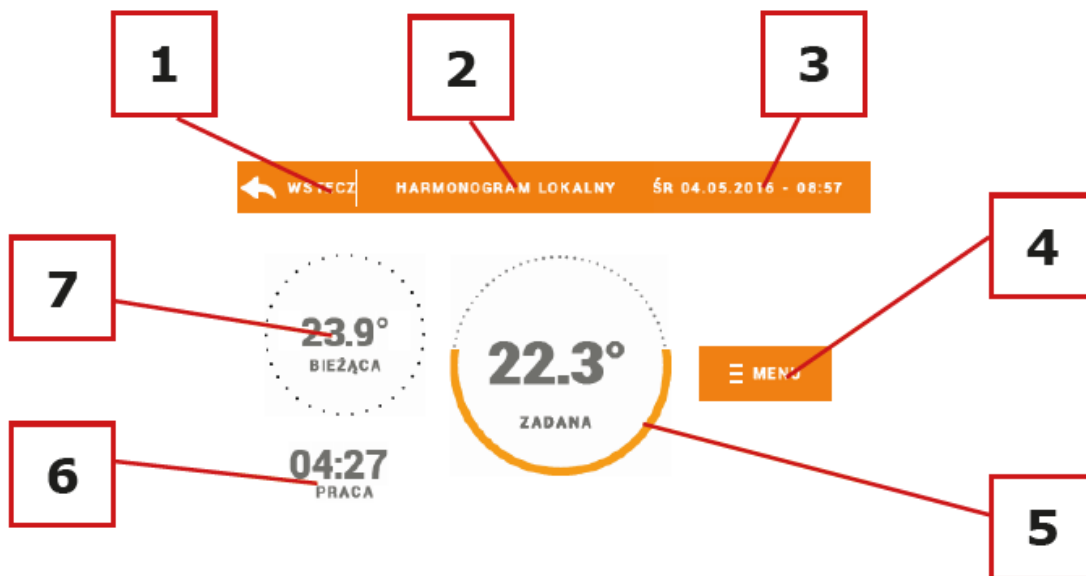 1
2
3
WSTECZ
HARMONOGRAM LOKALNY
ŚR 04.05.2016 - 08:57
4
7
23.9°
BIEŻĄCA
22.3°
ZADANA
MENU
6
04:27
PRACA
5